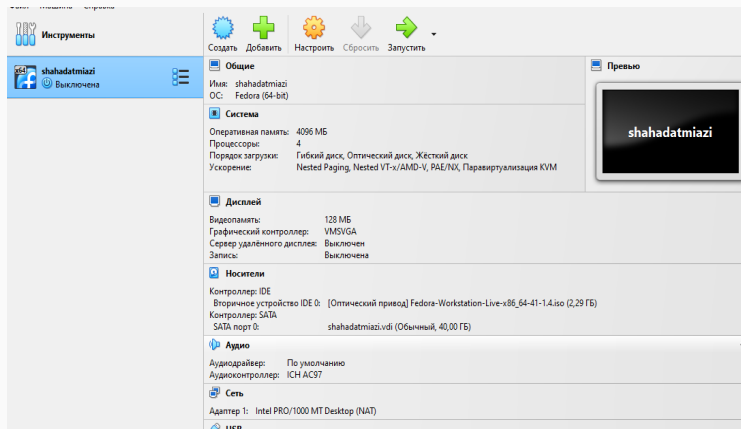 Инструменты
Создать Добавить Настроить Сбросить Запустить
x64
shahadatmiazi
Выключена
Общие
Имя: shahadatmiazi
ОС: Fedora (64-bit)
Превью
shahadatmiazi
Система
Оперативная память: 4096 МБ
Процессоры: 4
Порядок загрузки: Гибкий диск, Оптический диск, Жёсткий диск
Ускорение: Nested Paging, Nested VT-x/AMD-V, PAE/NX, Паравиртуализация KVM
Дисплей
Видеопамять: 128 МБ
Графический контроллер: VMSVGA
Сервер удалённого дисплея: Выключен
Запись: Выключена
Носители
Контроллер: IDE
Вторичное устройство IDE 0: [Оптический привод] Fedora-Workstation-Live-x86_64-41-1.4.iso (2,29 ГБ)
Контроллер: SATA
SATA порт 0: shahadatmiazi.vdi (Обычный, 40,00 ГБ)
Аудио
Аудиодрайвер: По умолчанию
Аудиоконтроллер: ICH AC97
Сеть
Адаптер 1: Intel PRO/1000 MT Desktop (NAT)
USB